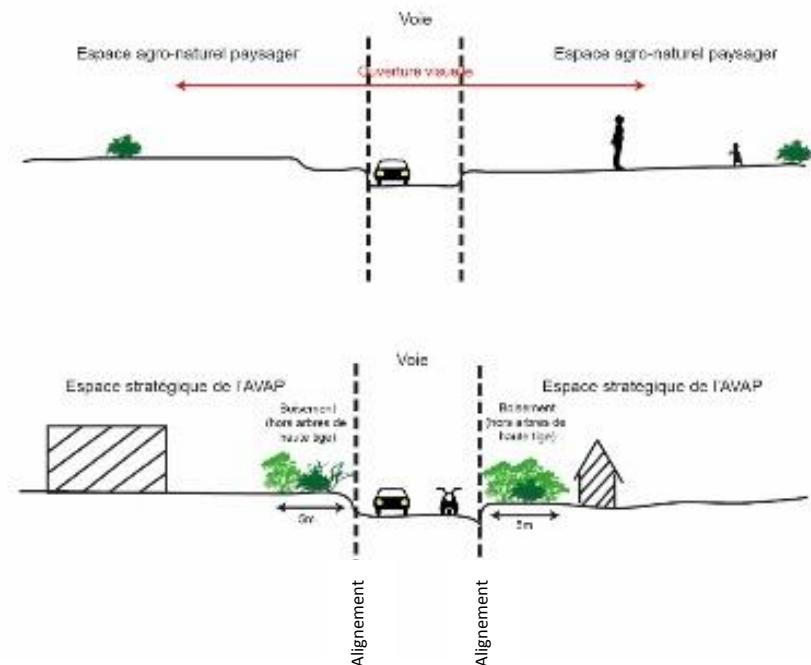 Voie
Espace agro-naturel paysager
Espace agro-naturel paysager
Ouverture visuelle
Voie
Espace stratégique de l'AVAP
Espace stratégique de l'AVAP
Boisement
(hors arbres de
haute tige)
Boisement
(hors arbres de
haute tige)
5m
5m
Alignement
Alignement